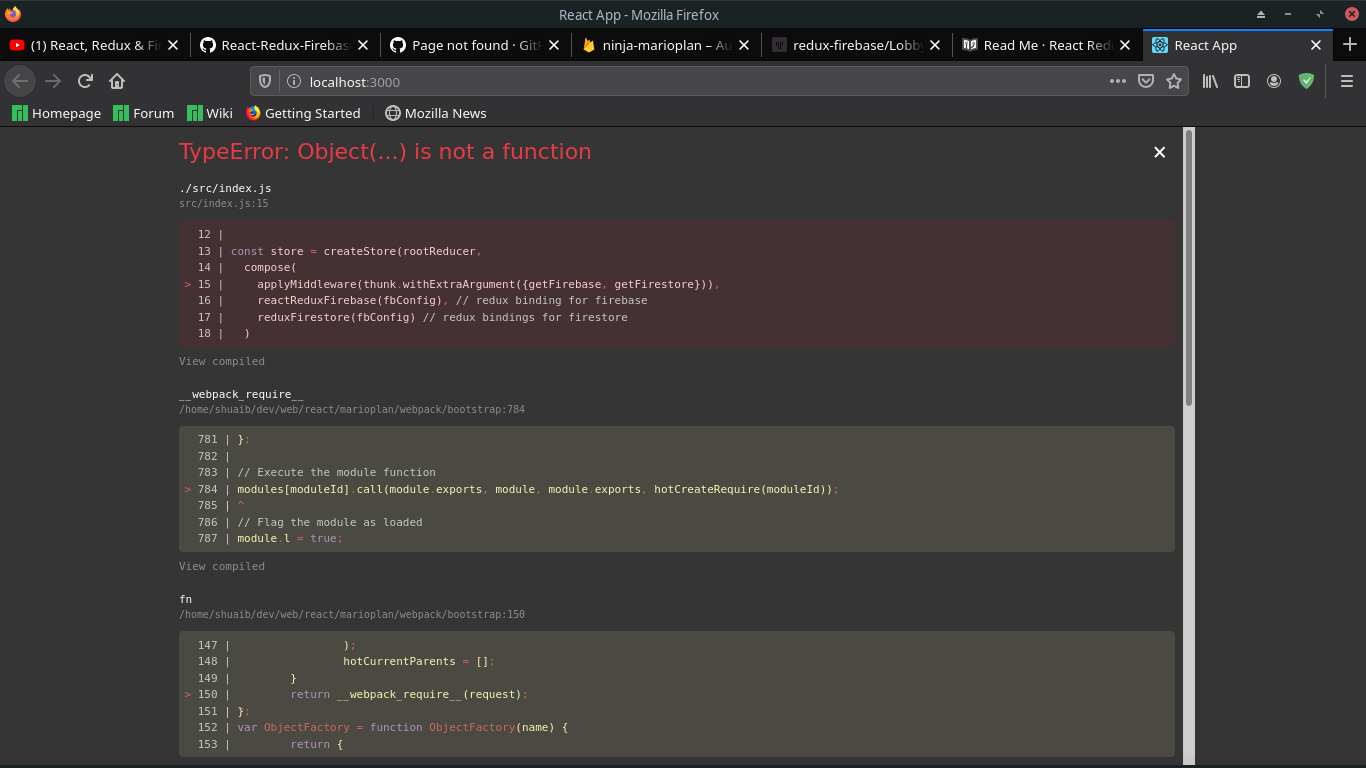 React App - Mozilla Firefox
(1) React, Redux & Fi
React-Redux-Firebas
Page not found · GitH
ninja-marioplan – Au
redux-firebase/Lobby
Read Me · React Redu
React App
localhost:3000
Homepage Forum Wiki Getting Started Mozilla News
TypeError: Object(...) is not a function
./src/index.js
src/index.js:15
12 |
13 | const store = createStore(rootReducer,
14 |   compose(
> 15 |     applyMiddleware(thunk.withExtraArgument({getFirebase, getFirestore})),
16 |     reactReduxFirebase(fbConfig), // redux binding for firebase
17 |     reduxFirestore(fbConfig) // redux bindings for firestore
18 |   )
View compiled
__webpack_require__
/home/shuaib/dev/web/react/marioplan/webpack/bootstrap:784
781 | };
782 |
783 | // Execute the module function
> 784 | modules[moduleId].call(module.exports, module, module.exports, hotCreateRequire(moduleId));
785 | ^
786 | // Flag the module as loaded
787 | module.l = true;
View compiled
fn
/home/shuaib/dev/web/react/marioplan/webpack/bootstrap:150
147 |                 );
148 |                 hotCurrentParents = [];
149 |         }
> 150 |         return __webpack_require__(request);
151 | };
152 | var ObjectFactory = function ObjectFactory(name) {
153 |         return {